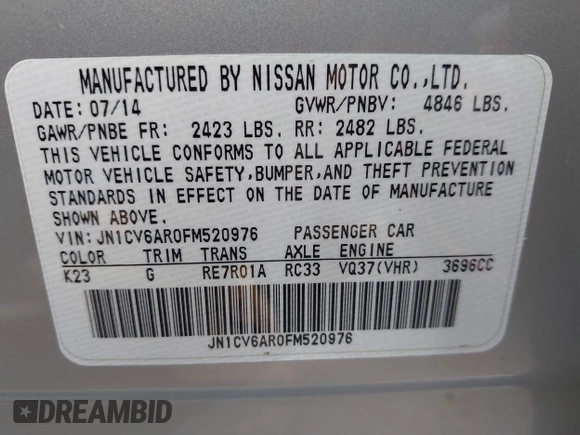 MANUFACTURED BY NISSAN MOTOR CO.,LTD.
DATE: 07/14 GVWR/PNBV: 4846 LBS.
GAWR/PNBE FR: 2423 LBS. RR: 2482 LBS.
THIS VEHICLE CONFORMS TO ALL APPLICABLE FEDERAL
MOTOR VEHICLE SAFETY,BUMPER,AND THEFT PREVENTION
STANDARDS IN EFFECT ON THE DATE OF MANUFACTURE
SHOWN ABOVE.
VIN: JN1CV6AR0FM520976 PASSENGER CAR
COLOR TRIM TRANS AXLE ENGINE
K23 G RE7R01A RC33 VQ37(VHR) 3696CC
JN1CV6AR0FM520976
DREAMBID